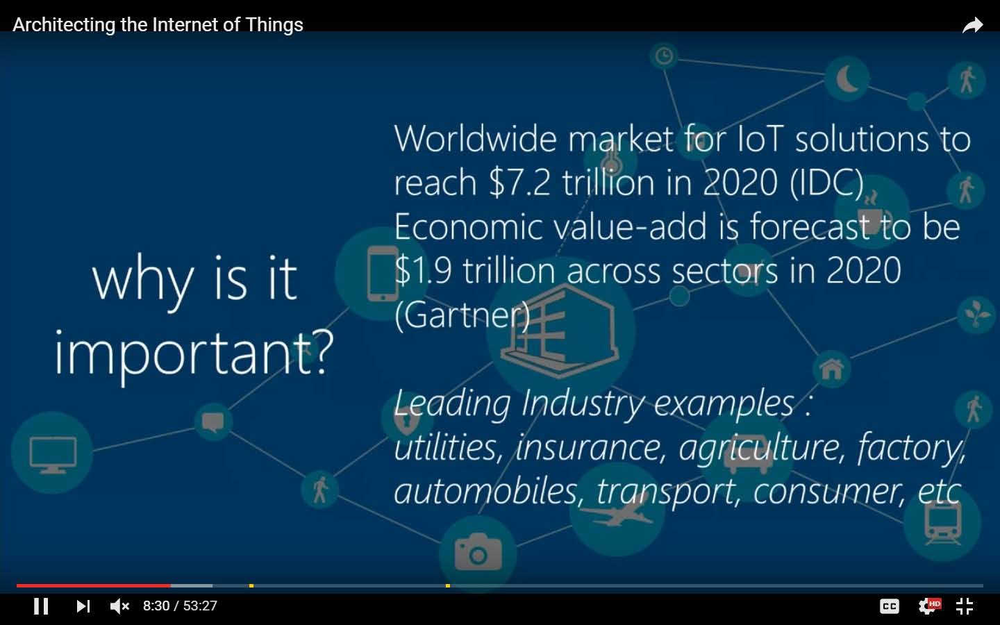 Architecting the Internet of Things
why is it
important?
Worldwide market for IoT solutions to
reach $7.2 trillion in 2020 (IDC)
Economic value-add is forecast to be
$1.9 trillion across sectors in 2020
(Gartner)
Leading Industry examples :
utilities, insurance, agriculture, factory,
automobiles, transport, consumer, etc
8:30 / 53:27
CC
HD